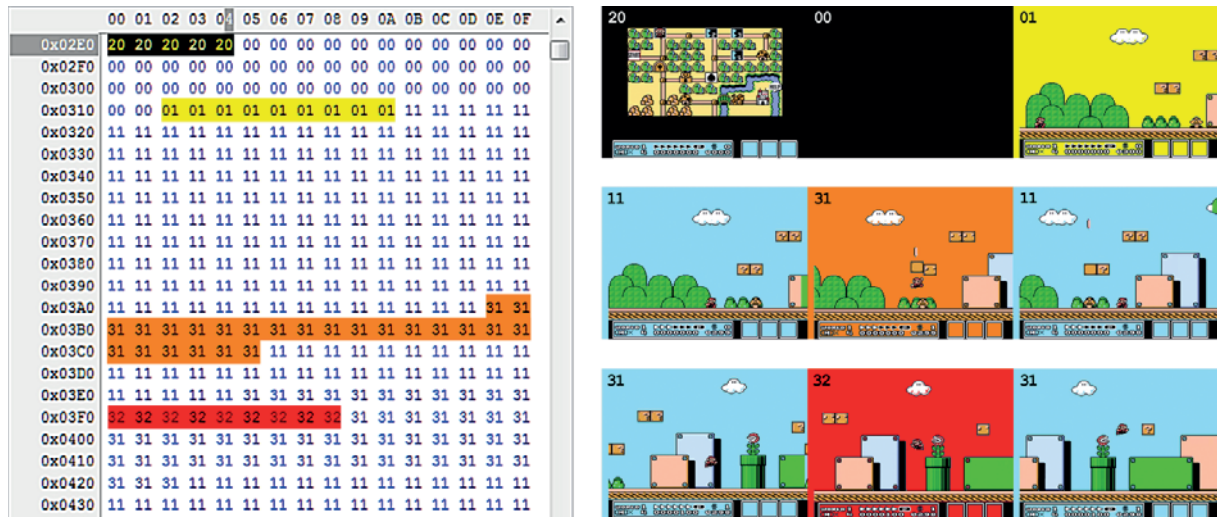 00 01 02 03 04 05 06 07 08 09 0A 0B 0C 0D 0E 0F
0x02E0 20 20 20 20 20 00 00 00 00 00 00 00 00 00 00 00
0x02F0 00 00 00 00 00 00 00 00 00 00 00 00 00 00 00 00
0x0300 00 00 00 00 00 00 00 00 00 00 00 00 00 00 00 00
0x0310 00 00 01 01 01 01 01 01 01 01 01 11 11 11 11 11
0x0320 11 11 11 11 11 11 11 11 11 11 11 11 11 11 11 11
0x0330 11 11 11 11 11 11 11 11 11 11 11 11 11 11 11 11
0x0340 11 11 11 11 11 11 11 11 11 11 11 11 11 11 11 11
0x0350 11 11 11 11 11 11 11 11 11 11 11 11 11 11 11 11
0x0360 11 11 11 11 11 11 11 11 11 11 11 11 11 11 11 11
0x0370 11 11 11 11 11 11 11 11 11 11 11 11 11 11 11 11
0x0380 11 11 11 11 11 11 11 11 11 11 11 11 11 11 11 11
0x0390 11 11 11 11 11 11 11 11 11 11 11 11 11 11 11 11
0x03A0 11 11 11 11 11 11 11 11 11 11 11 11 11 11 31 31
0x03B0 31 31 31 31 31 31 31 31 31 31 31 31 31 31 31 31
0x03C0 31 31 31 31 31 31 11 11 11 11 11 11 11 11 11 11
0x03D0 11 11 11 11 11 11 11 11 11 11 11 11 11 11 11 11
0x03E0 11 11 11 11 11 31 31 31 31 31 31 31 31 31 31 31
0x03F0 32 32 32 32 32 32 32 32 32 31 31 31 31 31 31 31
0x0400 31 31 31 31 31 31 31 31 31 31 31 31 31 31 31 31
0x0410 31 31 31 31 31 31 31 31 31 31 31 31 31 31 31 31
0x0420 31 31 31 11 11 11 11 11 11 11 11 11 11 11 11 11
0x0430 11 11 11 11 11 11 11 11 11 11 11 11 11 11 11 11
20 00 01
11 31 11
31 32 31